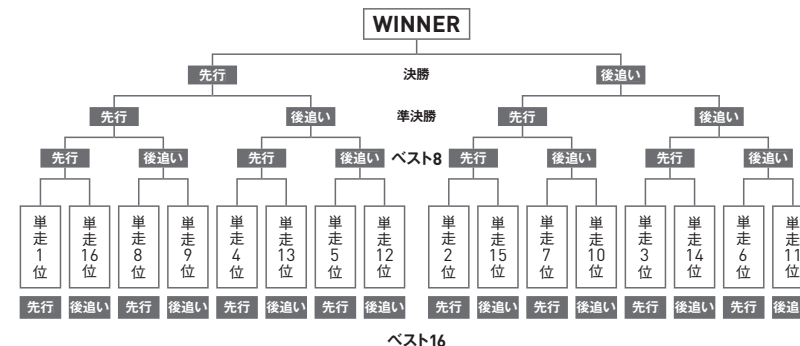 WINNER
先行 決勝 後追い
先行 後追い 準決勝 先行 後追い
先行 後追い 先行 後追い ベスト8 先行 後追い 先行 後追い
単走1位 単走16位 単走8位 単走9位 単走4位 単走13位 単走5位 単走12位 単走2位 単走15位 単走7位 単走10位 単走3位 単走14位 単走6位 単走11位
先行 後追い 先行 後追い 先行 後追い 先行 後追い 先行 後追い 先行 後追い 先行 後追い 先行 後追
ベスト16